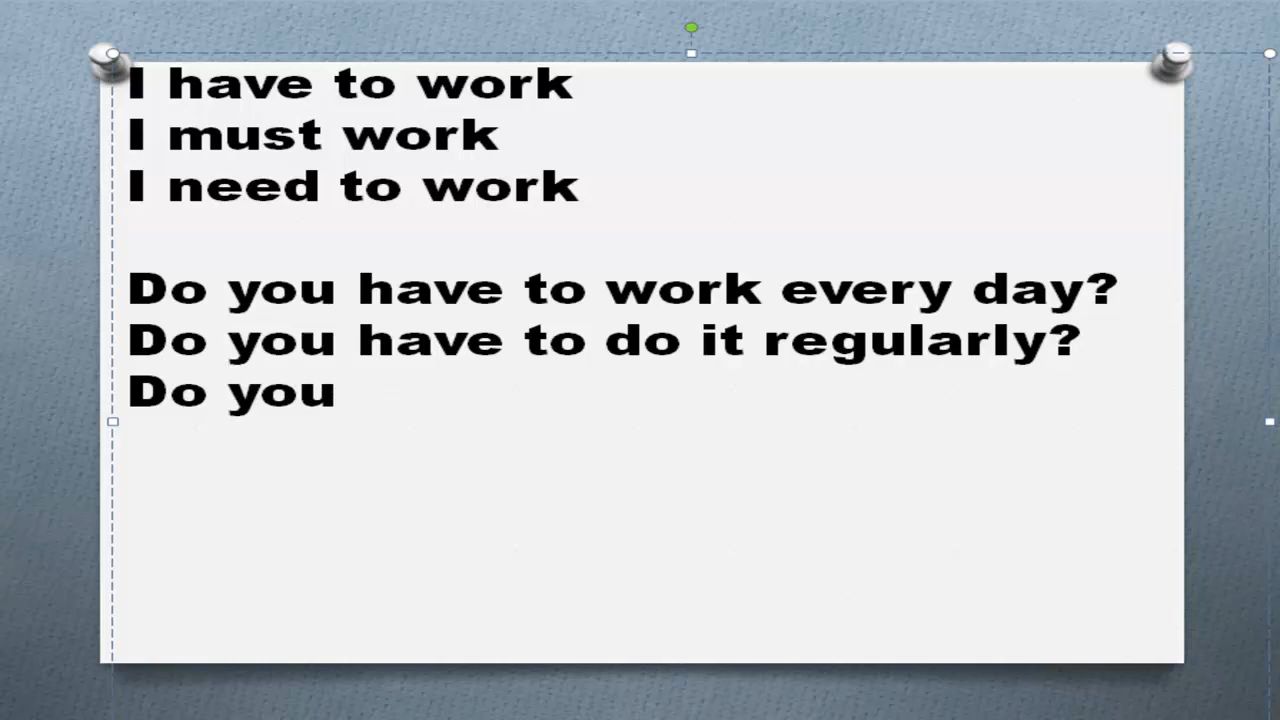 I have to work
I must work
I need to work
Do you have to work every day?
Do you have to do it regularly?
Do you